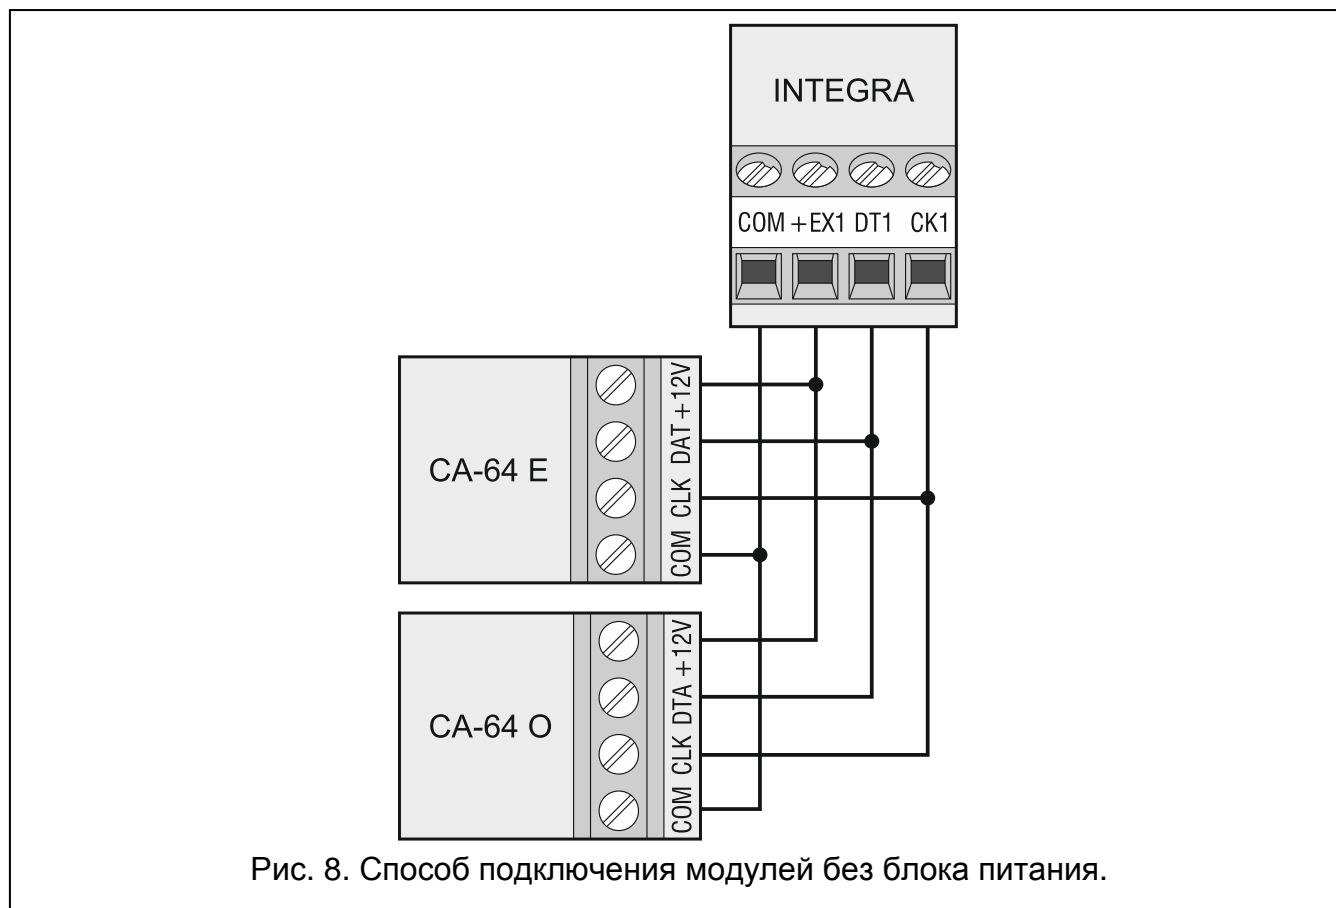 INTEGRA
COM +EX1 DT1 CK1
CA-64 E
COM CLK DAT +12V
CA-64 O
COM CLK DTA +12V
Рис. 8. Способ подключения модулей без блока питания.